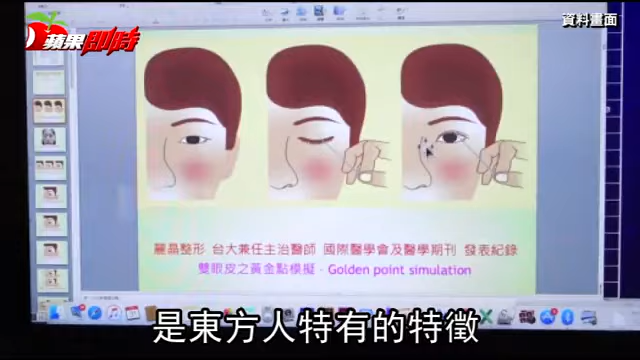 蘋果即時
資料畫面
麗晶整形 台大兼任主治醫師 國際醫學會及醫學期刊 發表紀錄
雙眼皮之黃金點模擬 - Golden point simulation
是東方人特有的特徵